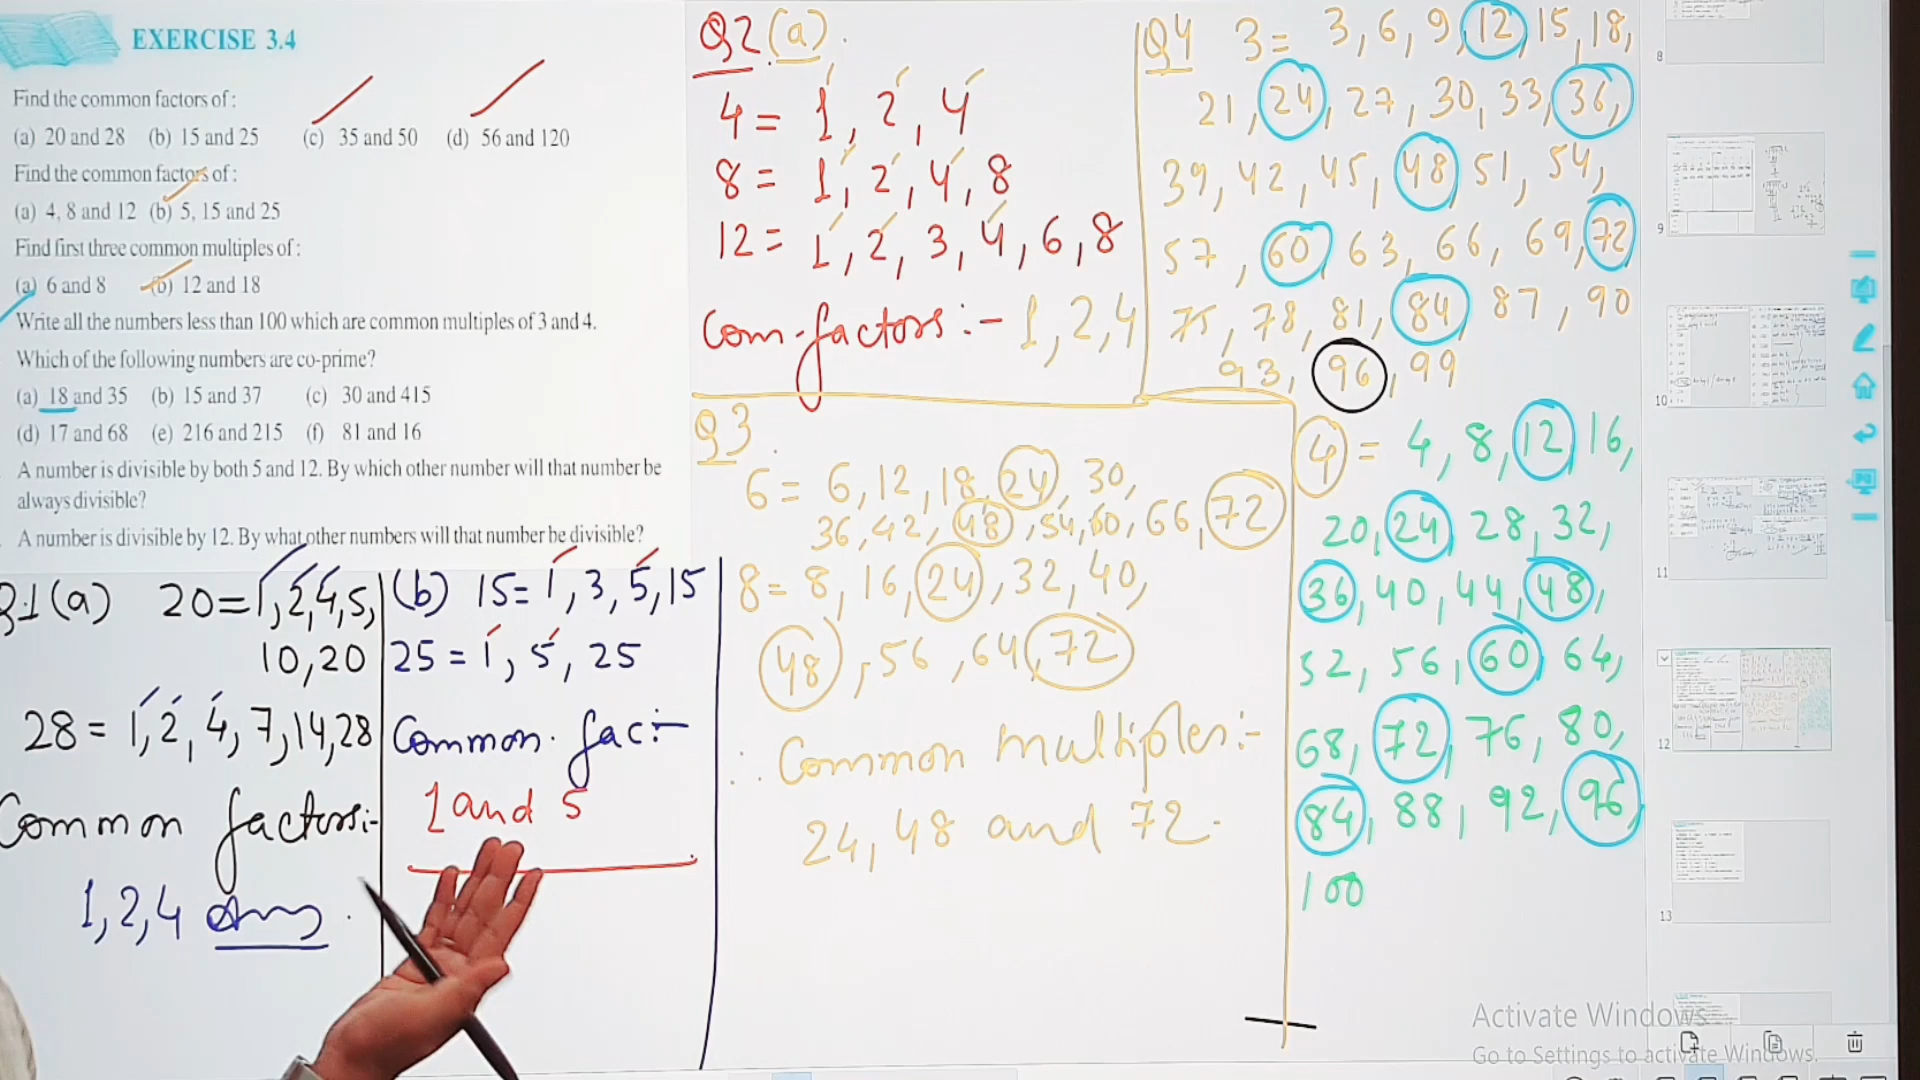 EXERCISE 3.4
Find the common factors of :
(a) 20 and 28 (b) 15 and 25 (c) 35 and 50 (d) 56 and 120
Find the common factors of :
(a) 4, 8 and 12 (b) 5, 15 and 25
Find first three common multiples of :
(a) 6 and 8 (b) 12 and 18
Write all the numbers less than 100 which are common multiples of 3 and 4.
Which of the following numbers are co-prime?
(a) 18 and 35 (b) 15 and 37 (c) 30 and 415
(d) 17 and 68 (e) 216 and 215 (f) 81 and 16
A number is divisible by both 5 and 12. By which other number will that number be
always divisible?
A number is divisible by 12. By what other numbers will that number be divisible?
Q.1 (a) 20 = 1, 2, 4, 5,
10, 20
28 = 1, 2, 4, 7, 14, 28
Common factors:-
1, 2, 4 Ans.
(b) 15 = 1, 3, 5, 15
25 = 1, 5, 25
Common. fac:-
1 and 5
Q2 (a).
4 = 1, 2, 4
8 = 1, 2, 4, 8
12 = 1, 2, 3, 4, 6, 8
Com-factors :- 1, 2, 4
Q3
6 = 6, 12, 18, 24, 30,
36, 42, 48, 54, 60, 66, 72
8 = 8, 16, 24, 32, 40,
48, 56, 64, 72
∴ Common multiples:-
24, 48 and 72.
Q4 3 = 3, 6, 9, 12, 15, 18,
21, 24, 27, 30, 33, 36,
39, 42, 45, 48, 51, 54,
57, 60, 63, 66, 69, 72
75, 78, 81, 84, 87, 90
93, 96, 99
4 = 4, 8, 12, 16,
20, 24, 28, 32,
36, 40, 44, 48,
52, 56, 60, 64,
68, 72, 76, 80,
84, 88, 92, 96,
100
8
9
10
11
12
13
Activate Windows
Go to Settings to activate Windows.